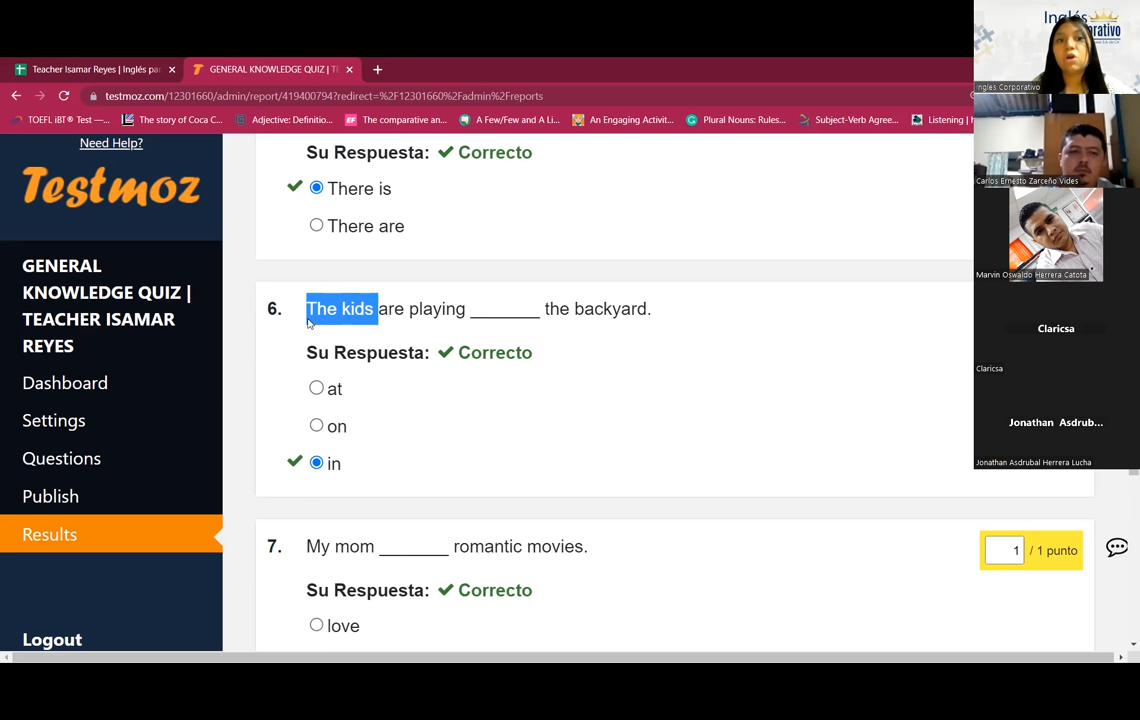 Teacher Isamar Reyes | Inglés pa
GENERAL KNOWLEDGE QUIZ | T
testmoz.com/12301660/admin/report/419400794?redirect=%2F12301660%2Fadmin%2Freports
TOEFL iBT® Test —...
The story of Coca C...
Adjective: Definitio...
The comparative an...
A Few/Few and A Li...
An Engaging Activit...
Plural Nouns: Rules...
Subject-Verb Agree...
Listening |
Need Help?
Testmoz
GENERAL
KNOWLEDGE QUIZ |
TEACHER ISAMAR
REYES
Dashboard
Settings
Questions
Publish
Results
Logout
Su Respuesta: Correcto
There is
There are
6. The kids are playing _______ the backyard.
Su Respuesta: Correcto
at
on
in
7. My mom _______ romantic movies.
1 / 1 punto
Su Respuesta: Correcto
love
Inglés
Ingles Corporativo
Carlos Ernesto Zarceño Vides
Marvin Oswaldo Herrera Catota
Claricsa
Claricsa
Jonathan Asdrub...
Jonathan Asdrubal Herrera Lucha